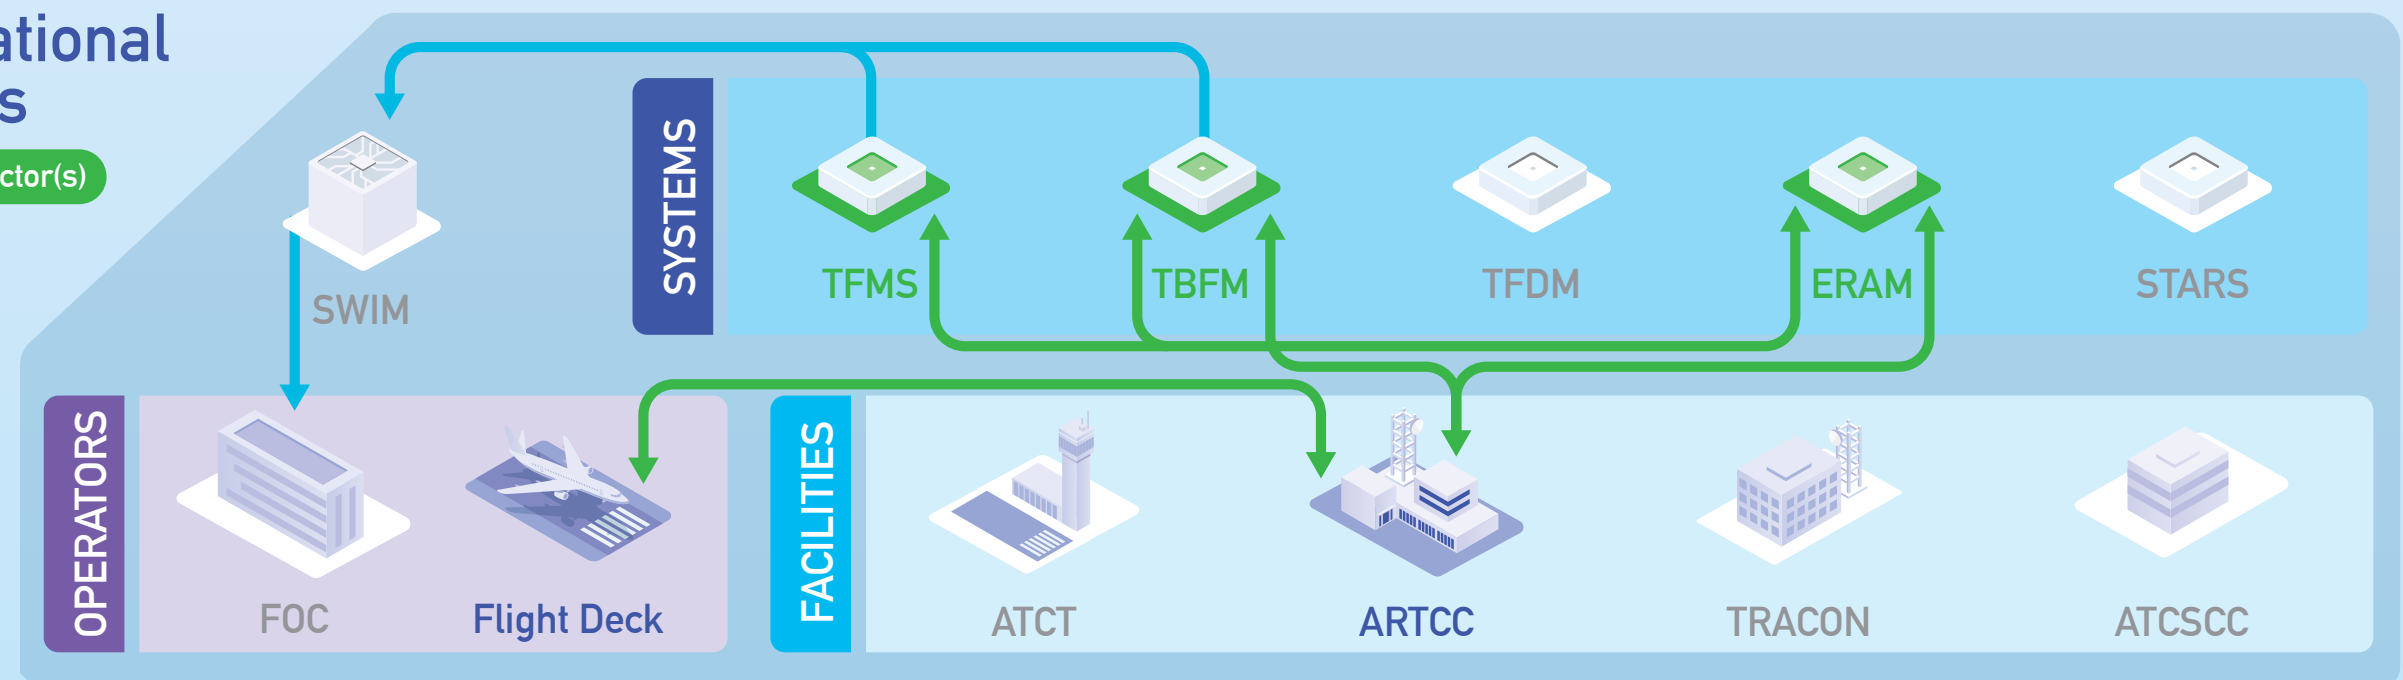 ational
s
ctor(s)
SWIM
SYSTEMS
TFMS
TBFM
TFDM
ERAM
STARS
OPERATORS
FOC
Flight Deck
FACILITIES
ATCT
ARTCC
TRACON
ATCSCC